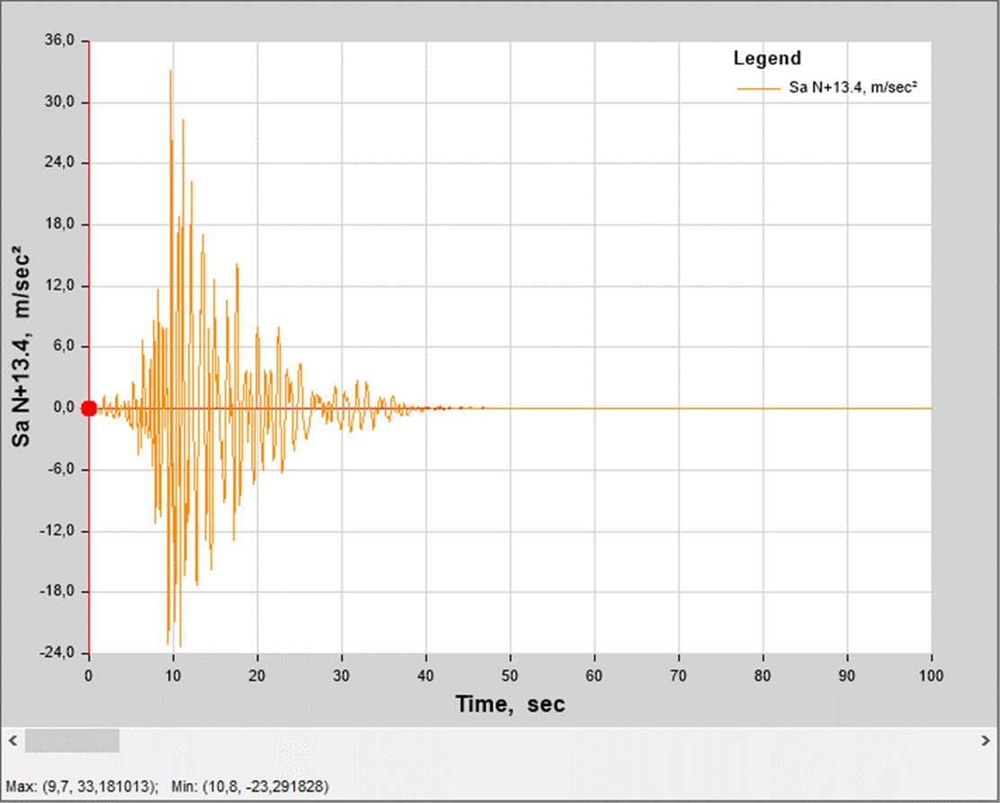 36,0
30,0
24,0
18,0
12,0
6,0
0,0
-6,0
-12,0
-18,0
-24,0
Sa N+13.4, m/sec²
Legend
Sa N+13.4, m/sec²
0 10 20 30 40 50 60 70 80 90 100
Time, sec
Max: (9,7, 33,181013); Min: (10,8, -23,291828)